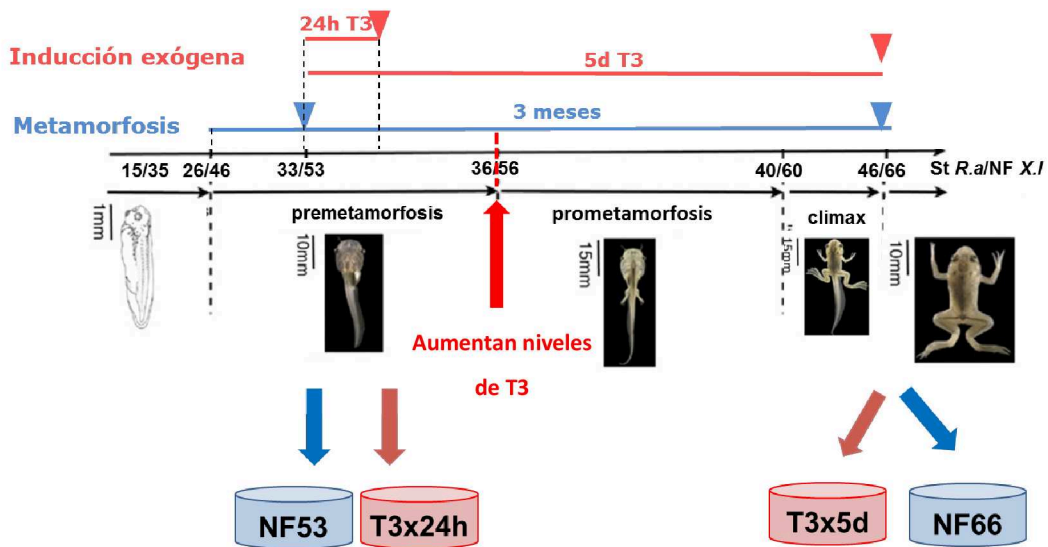 24h T3
Inducción exógena
5d T3
Metamorfosis
3 meses
15/35 26/46 33/53 36/56 40/60 46/66 St R.a/NF X.l
1mm
premetamorfosis
prometamorfosis
climax
10mm
15mm
15mm
10mm
Aumentan niveles
de T3
NF53
T3x24h
T3x5d
NF66